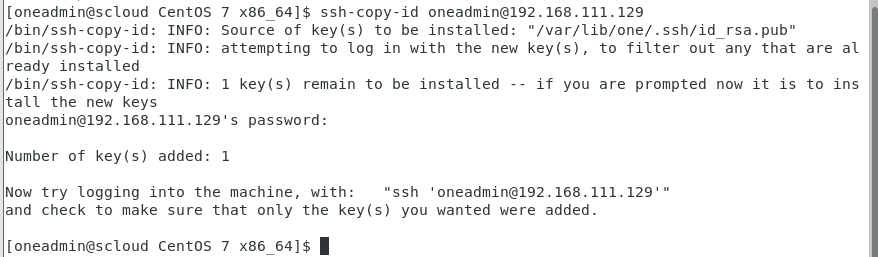 [oneadmin@scloud CentOS 7 x86_64]$ ssh-copy-id oneadmin@192.168.111.129
/bin/ssh-copy-id: INFO: Source of key(s) to be installed: "/var/lib/one/.ssh/id_rsa.pub"
/bin/ssh-copy-id: INFO: attempting to log in with the new key(s), to filter out any that are al
ready installed
/bin/ssh-copy-id: INFO: 1 key(s) remain to be installed -- if you are prompted now it is to ins
tall the new keys
oneadmin@192.168.111.129's password:
Number of key(s) added: 1
Now try logging into the machine, with:   "ssh 'oneadmin@192.168.111.129'"
and check to make sure that only the key(s) you wanted were added.
[oneadmin@scloud CentOS 7 x86_64]$